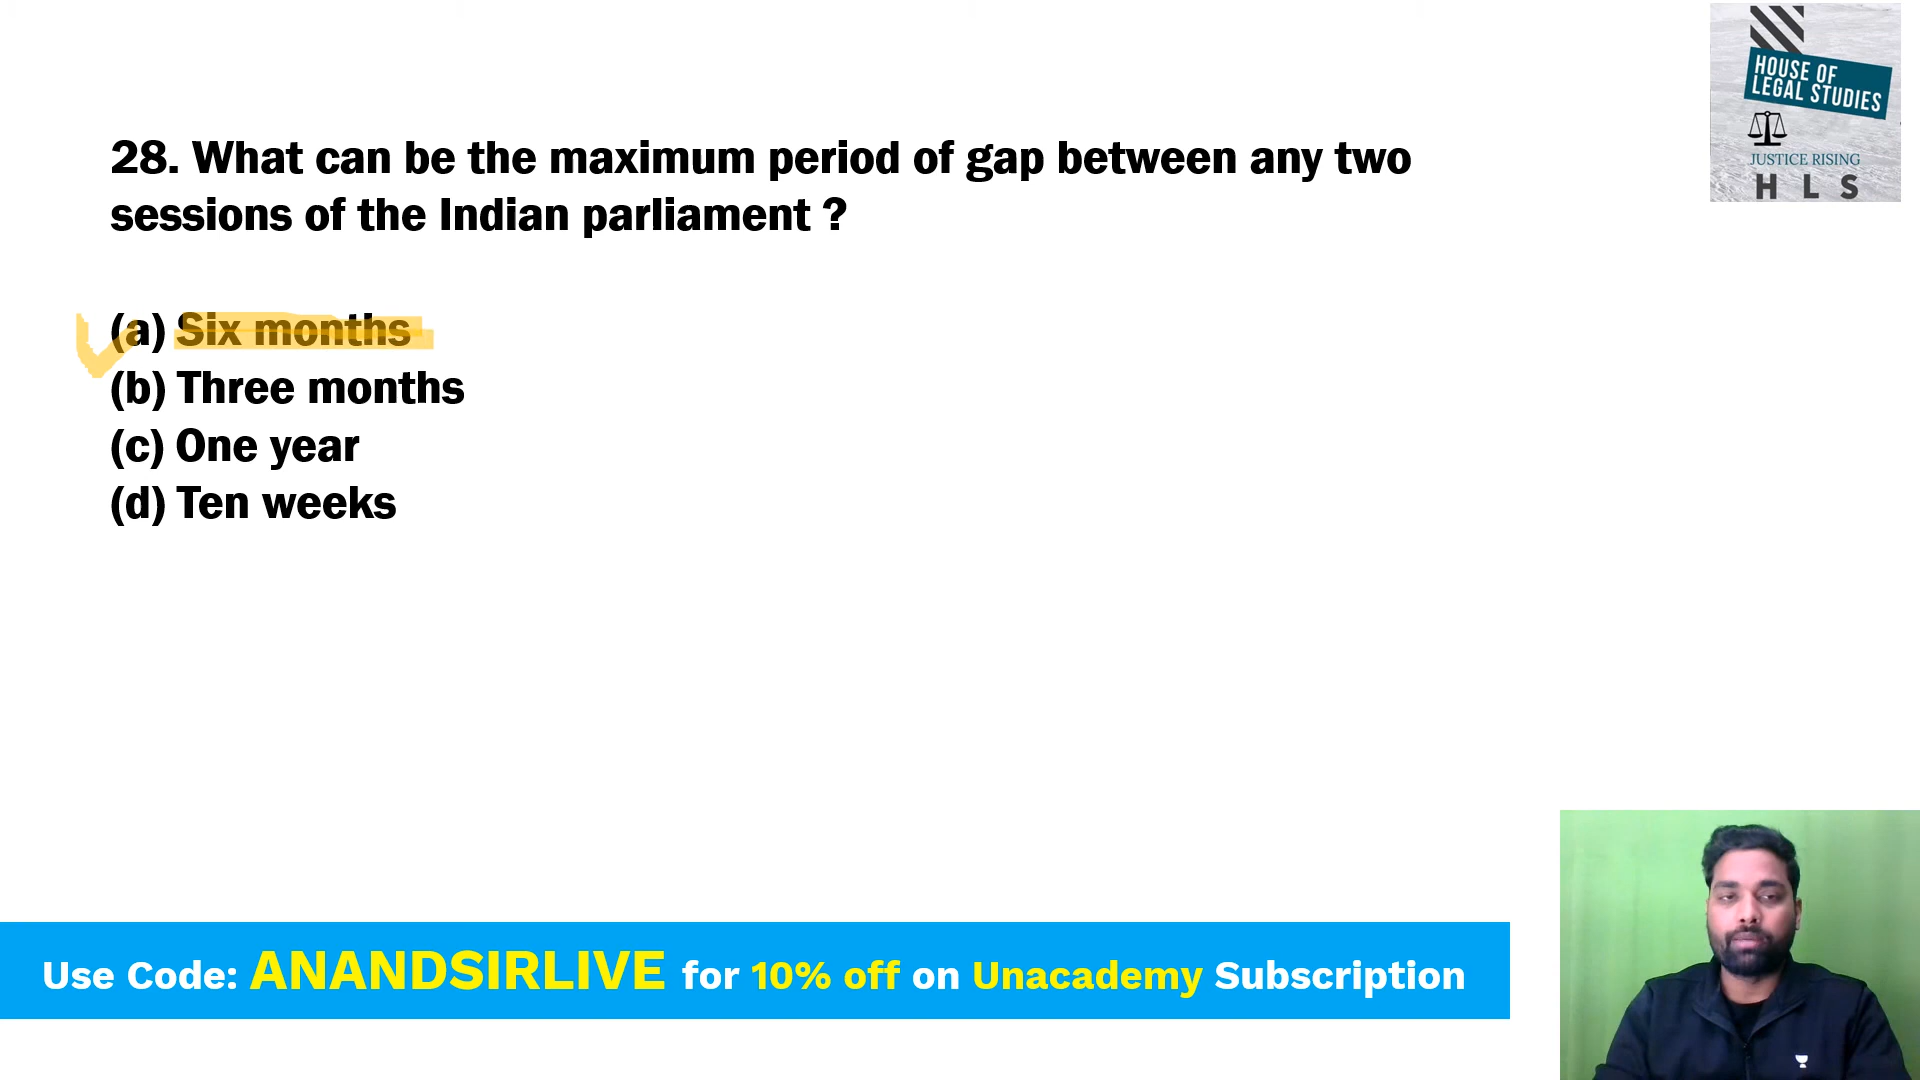 HOUSE OF
LEGAL STUDIES
JUSTICE RISING
H L S
28. What can be the maximum period of gap between any two
sessions of the Indian parliament ?
(a) Six months
(b) Three months
(c) One year
(d) Ten weeks
Use Code: ANANDSIRLIVE for 10% off on Unacademy Subscription